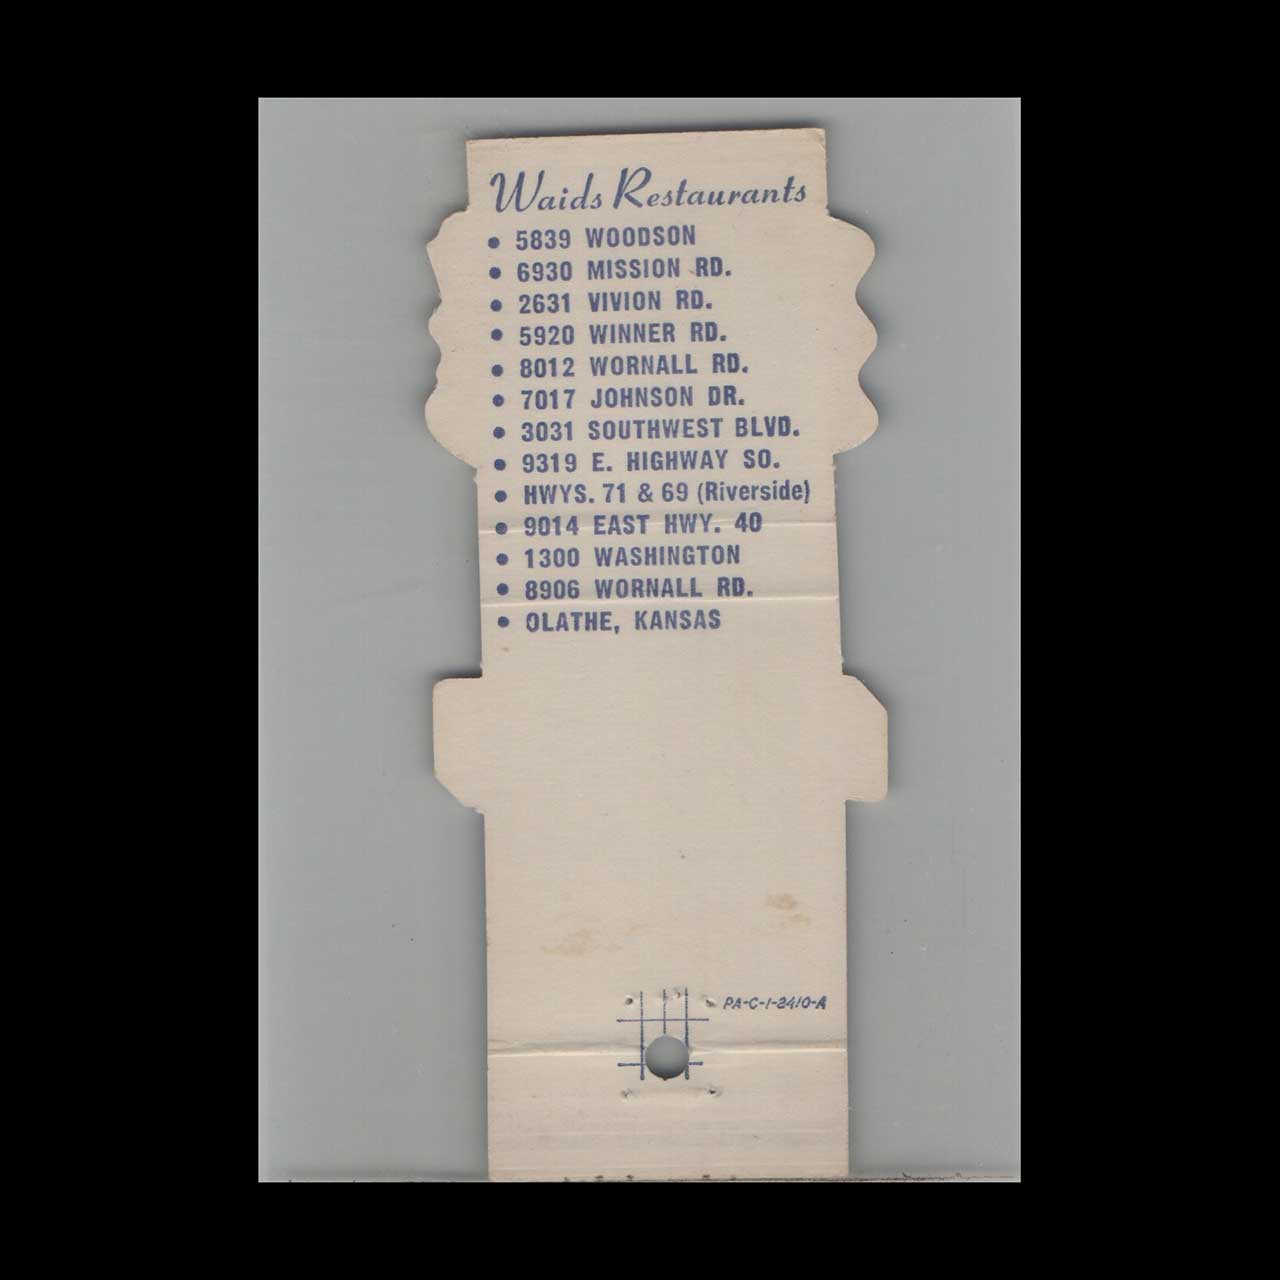 Waids Restaurants
• 5839 WOODSON
• 6930 MISSION RD.
• 2631 VIVION RD.
• 5920 WINNER RD.
• 8012 WORNALL RD.
• 7017 JOHNSON DR.
• 3031 SOUTHWEST BLVD.
• 9319 E. HIGHWAY SO.
• HWYS. 71 & 69 (Riverside)
• 9014 EAST HWY. 40
• 1300 WASHINGTON
• 8906 WORNALL RD.
• OLATHE, KANSAS
PA-C-1-2410-A